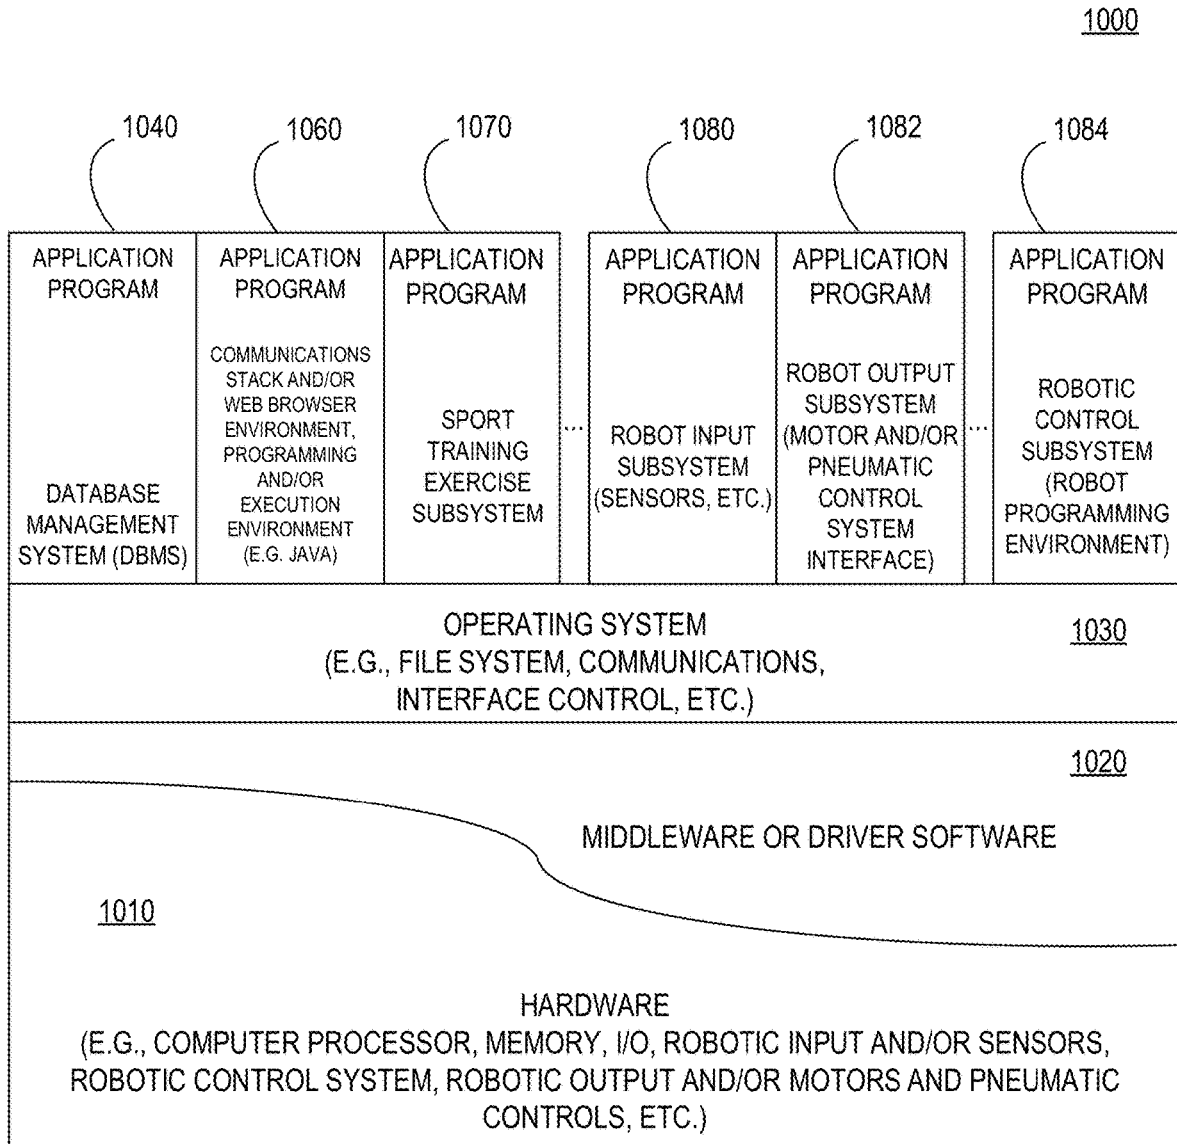 1000
1040
1060
1070
1080
1082
1084
APPLICATION
PROGRAM
DATABASE
MANAGEMENT
SYSTEM (DBMS)
APPLICATION
PROGRAM
COMMUNICATIONS
STACK AND/OR
WEB BROWSER
ENVIRONMENT,
PROGRAMMING
AND/OR
EXECUTION
ENVIRONMENT
(E.G. JAVA)
APPLICATION
PROGRAM
SPORT
TRAINING
EXERCISE
SUBSYSTEM
...
APPLICATION
PROGRAM
ROBOT INPUT
SUBSYSTEM
(SENSORS, ETC.)
APPLICATION
PROGRAM
ROBOT OUTPUT
SUBSYSTEM
(MOTOR AND/OR
PNEUMATIC
CONTROL
SYSTEM
INTERFACE)
...
APPLICATION
PROGRAM
ROBOTIC
CONTROL
SUBSYSTEM
(ROBOT
PROGRAMMING
ENVIRONMENT)
OPERATING SYSTEM
(E.G., FILE SYSTEM, COMMUNICATIONS,
INTERFACE CONTROL, ETC.)
1030
1020
MIDDLEWARE OR DRIVER SOFTWARE
1010
HARDWARE
(E.G., COMPUTER PROCESSOR, MEMORY, I/O, ROBOTIC INPUT AND/OR SENSORS,
ROBOTIC CONTROL SYSTEM, ROBOTIC OUTPUT AND/OR MOTORS AND PNEUMATIC
CONTROLS, ETC.)